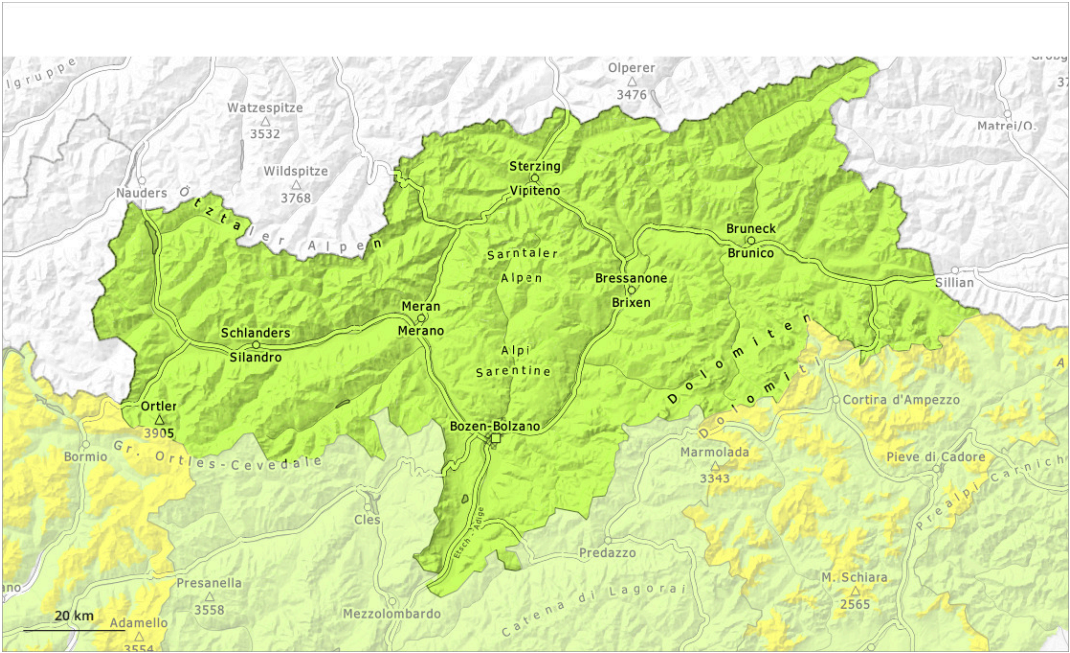 lgruppe
Olperer
3476
Watzespitze
3532
Matrei/O.
Wildspitze
3768
Nauders
Ötztaler Alpen
Sterzing
Vipiteno
Bruneck
Brunico
Sarntaler
Alpen
Bressanone
Brixen
Sillian
Meran
Merano
Schlanders
Silandro
Alpi
Sarentine
Dolomiten
Dolomiti
Ortler
3905
Cortina d'Ampezzo
Bozen-Bolzano
Bormio
Gr. Ortles-Cevedale
Marmolada
3343
Pieve di Cadore
Prealpi Carnich
Cles
Etsch - Adige
Predazzo
Presanella
3558
M. Schiara
2565
ano
20 km
Mezzolombardo
Catena di Lagorai
Adamello
3554